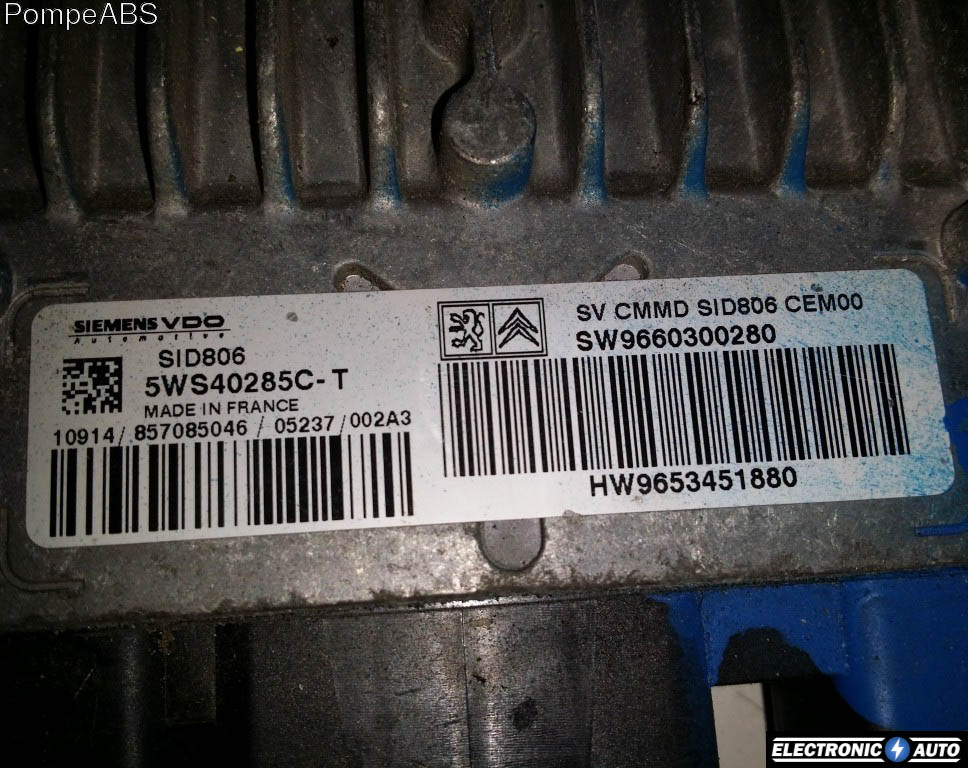 PompeABS
SIEMENS VDO
Automotive
SID806
5WS40285C-T
MADE IN FRANCE
10914/ 857085046 / 05237/ 002A3
SV CMMD SID806 CEM00
SW9660300280
HW9653451880
ELECTRONIC AUTO